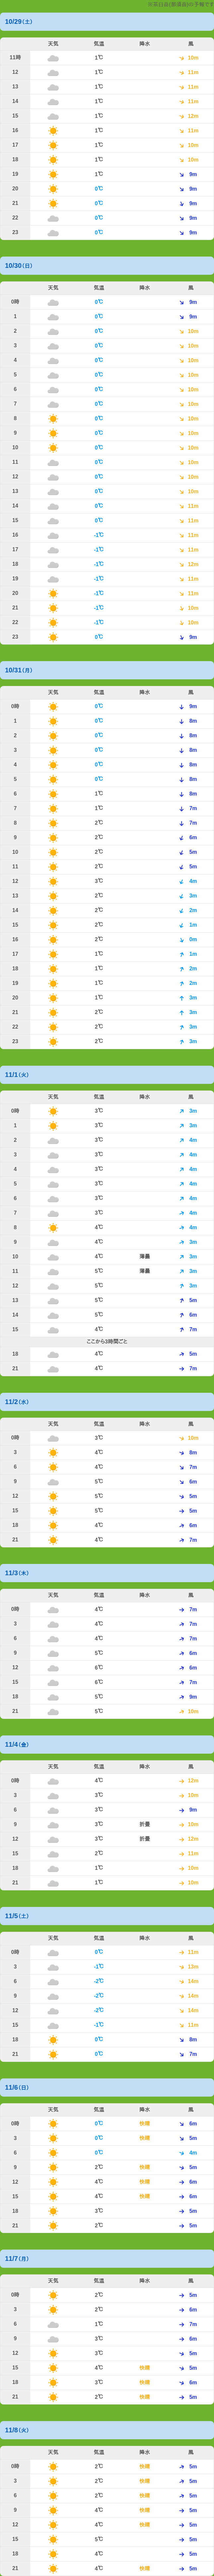 ※茶臼岳(那須岳)の予報です
10/29（土）
天気 気温 降水 風
11時 1℃ 10m
12 1℃ 11m
13 1℃ 11m
14 1℃ 11m
15 1℃ 12m
16 1℃ 11m
17 1℃ 10m
18 1℃ 10m
19 1℃ 9m
20 0℃ 9m
21 0℃ 9m
22 0℃ 9m
23 0℃ 9m
10/30（日）
天気 気温 降水 風
0時 0℃ 9m
1 0℃ 9m
2 0℃ 10m
3 0℃ 10m
4 0℃ 10m
5 0℃ 10m
6 0℃ 10m
7 0℃ 10m
8 0℃ 10m
9 0℃ 10m
10 0℃ 10m
11 0℃ 10m
12 0℃ 10m
13 0℃ 10m
14 0℃ 11m
15 0℃ 11m
16 -1℃ 11m
17 -1℃ 11m
18 -1℃ 12m
19 -1℃ 11m
20 -1℃ 11m
21 -1℃ 10m
22 -1℃ 10m
23 0℃ 9m
10/31（月）
天気 気温 降水 風
0時 0℃ 9m
1 0℃ 8m
2 0℃ 8m
3 0℃ 8m
4 0℃ 8m
5 0℃ 8m
6 1℃ 8m
7 1℃ 7m
8 2℃ 7m
9 2℃ 6m
10 2℃ 5m
11 2℃ 5m
12 3℃ 4m
13 2℃ 3m
14 2℃ 2m
15 2℃ 1m
16 2℃ 0m
17 1℃ 1m
18 1℃ 2m
19 1℃ 2m
20 1℃ 3m
21 2℃ 3m
22 2℃ 3m
23 2℃ 3m
11/1（火）
天気 気温 降水 風
0時 3℃ 3m
1 3℃ 3m
2 3℃ 4m
3 3℃ 4m
4 3℃ 4m
5 3℃ 4m
6 3℃ 4m
7 3℃ 4m
8 4℃ 4m
9 4℃ 3m
10 4℃ 薄曇 3m
11 5℃ 薄曇 3m
12 5℃ 3m
13 5℃ 5m
14 5℃ 6m
15 4℃ 7m
ここから3時間ごと
18 4℃ 5m
21 4℃ 7m
11/2（水）
天気 気温 降水 風
0時 3℃ 10m
3 4℃ 8m
6 4℃ 7m
9 5℃ 6m
12 5℃ 5m
15 5℃ 5m
18 4℃ 6m
21 4℃ 7m
11/3（木）
天気 気温 降水 風
0時 4℃ 7m
3 4℃ 7m
6 4℃ 7m
9 5℃ 6m
12 6℃ 6m
15 6℃ 7m
18 5℃ 9m
21 5℃ 10m
11/4（金）
天気 気温 降水 風
0時 4℃ 12m
3 3℃ 10m
6 3℃ 9m
9 3℃ 折曇 10m
12 3℃ 折曇 12m
15 2℃ 11m
18 1℃ 10m
21 1℃ 10m
11/5（土）
天気 気温 降水 風
0時 0℃ 11m
3 -1℃ 13m
6 -2℃ 14m
9 -2℃ 14m
12 -2℃ 14m
15 -1℃ 11m
18 0℃ 8m
21 0℃ 7m
11/6（日）
天気 気温 降水 風
0時 0℃ 快晴 6m
3 0℃ 快晴 5m
6 0℃ 4m
9 2℃ 快晴 5m
12 4℃ 快晴 6m
15 4℃ 快晴 6m
18 3℃ 5m
21 2℃ 5m
11/7（月）
天気 気温 降水 風
0時 2℃ 5m
3 2℃ 6m
6 1℃ 7m
9 3℃ 6m
12 3℃ 5m
15 4℃ 快晴 5m
18 3℃ 快晴 6m
21 2℃ 快晴 5m
11/8（火）
天気 気温 降水 風
0時 2℃ 快晴 5m
3 2℃ 快晴 5m
6 2℃ 快晴 5m
9 4℃ 快晴 5m
12 4℃ 快晴 5m
15 5℃ 5m
18 4℃ 5m
21 4℃ 快晴 5m